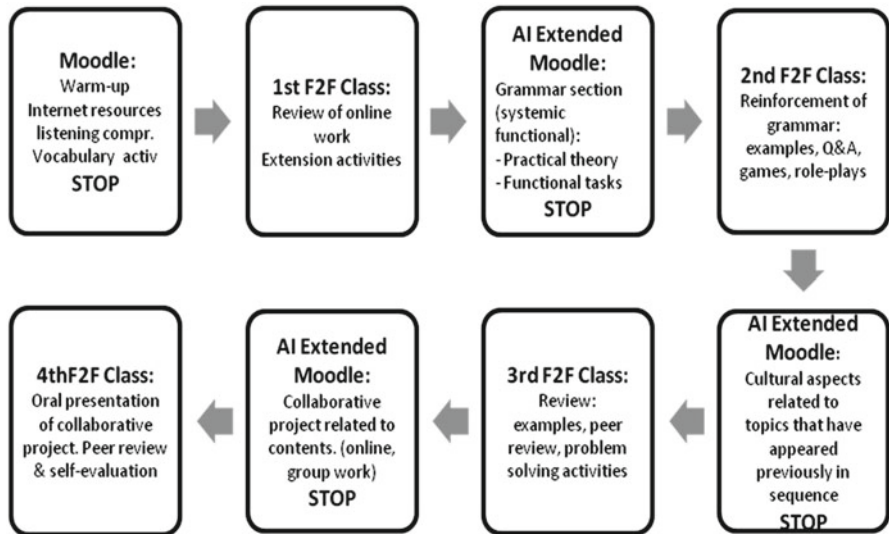 Moodle:
Warm-up
Internet resources
listening compr.
Vocabulary activ
STOP
1st F2F Class:
Review of online
work
Extension activities
AI Extended
Moodle:
Grammar section
(systemic
functional):
- Practical theory
- Functional tasks
STOP
2nd F2F Class:
Reinforcement of
grammar:
examples, Q&A,
games, role-plays
AI Extended
Moodle:
Cultural aspects
related to
topics that have
appeared
previously in
sequence
STOP
3rd F2F Class:
Review:
examples, peer
review, problem
solving activities
AI Extended
Moodle:
Collaborative
project related to
contents. (online,
group work)
STOP
4thF2F Class:
Oral presentation
of collaborative
project. Peer review
& self-evaluation